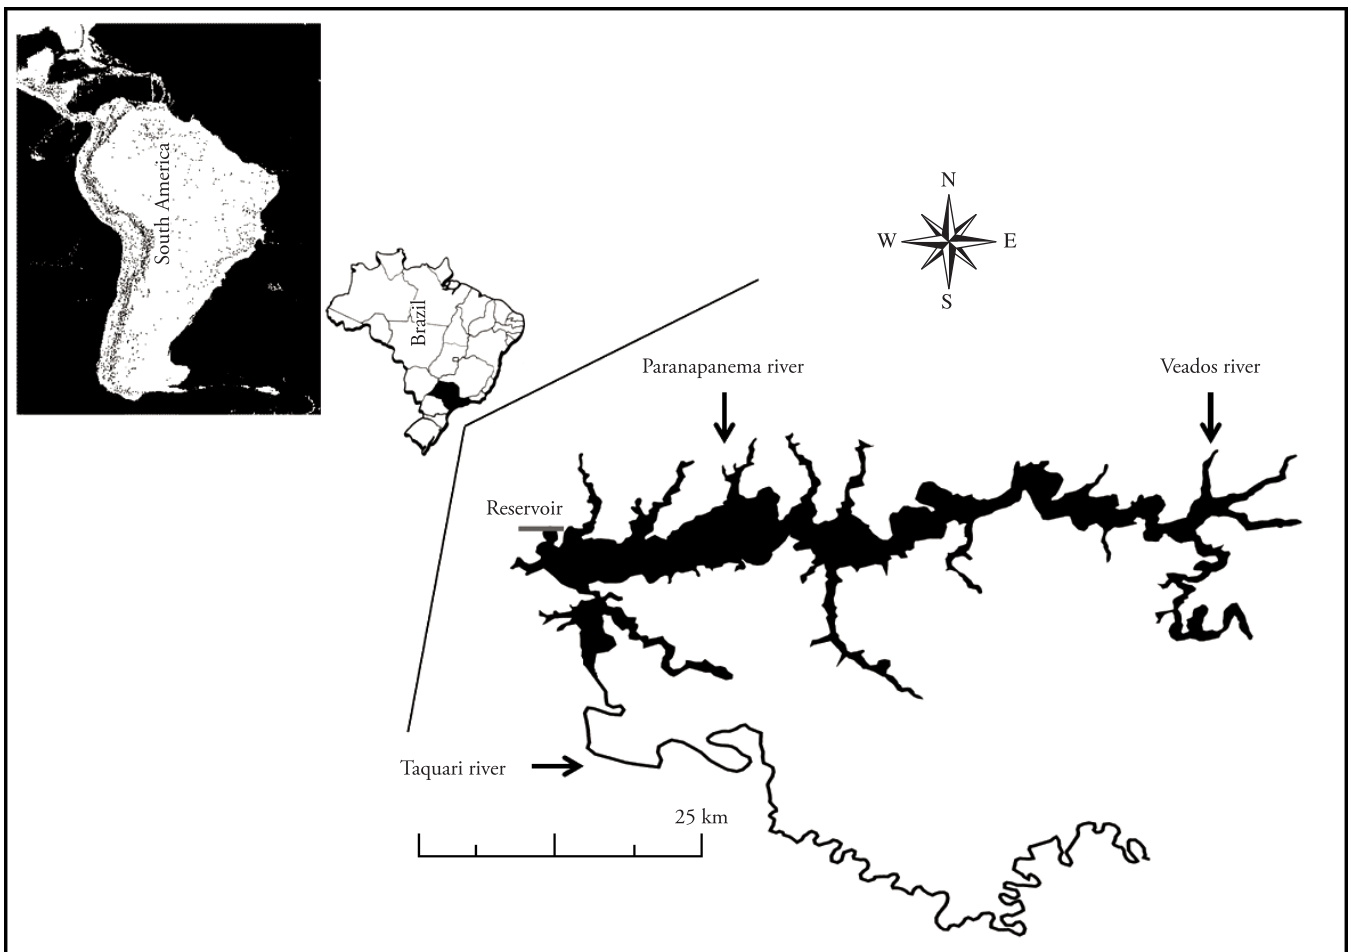 South America
Brazil
N
W
E
S
Paranapanema river
Veados river
Reservoir
Taquari river
25 km